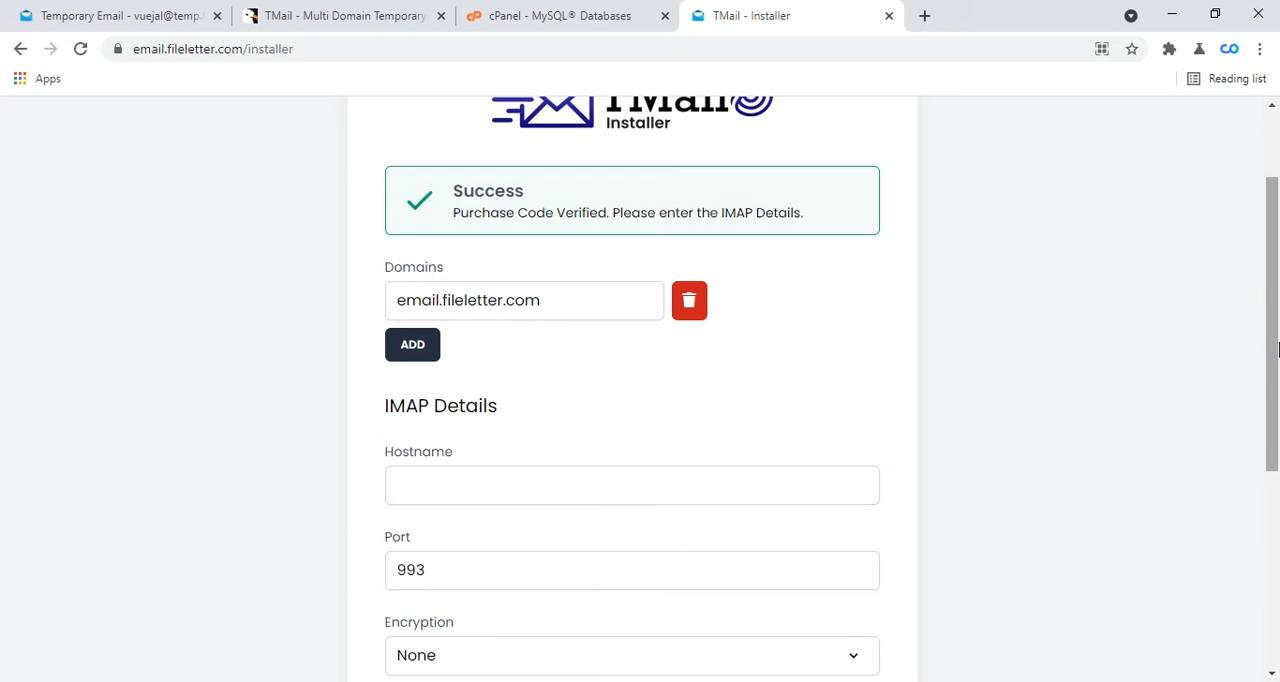 Temporary Email - vuejal@temp.
TMail - Multi Domain Temporary
cPanel - MySQL® Databases
TMail - Installer
email.fileletter.com/installer
Apps
Reading list
TMail
Installer
Success
Purchase Code Verified. Please enter the IMAP Details.
Domains
email.fileletter.com
ADD
IMAP Details
Hostname
Port
993
Encryption
None